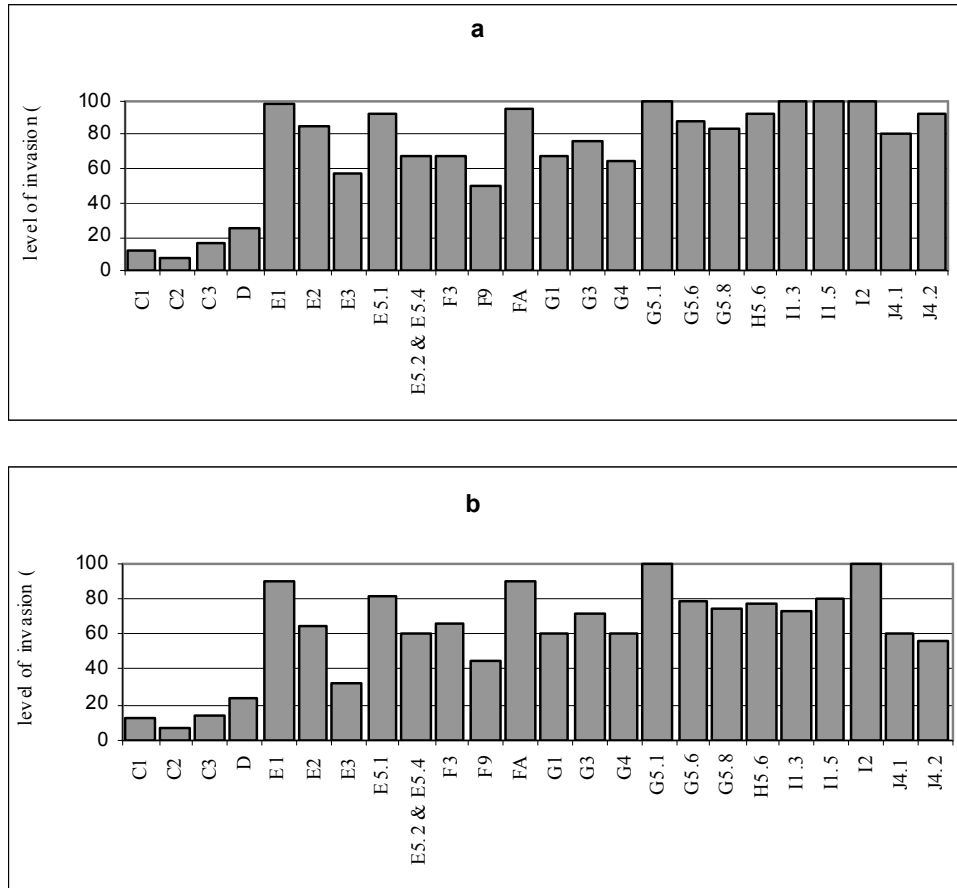 a
level of invasion (
100
80
60
40
20
0
C1 C2 C3 D E1 E2 E3 E5.1 E5.2 & E5.4 F3 F9 FA G1 G3 G4 G5.1 G5.6 G5.8 H5.6 I1.3 I1.5 I2 J4.1 J4.2
b
level of invasion (
100
80
60
40
20
0
C1 C2 C3 D E1 E2 E3 E5.1 E5.2 & E5.4 F3 F9 FA G1 G3 G4 G5.1 G5.6 G5.8 H5.6 I1.3 I1.5 I2 J4.1 J4.2